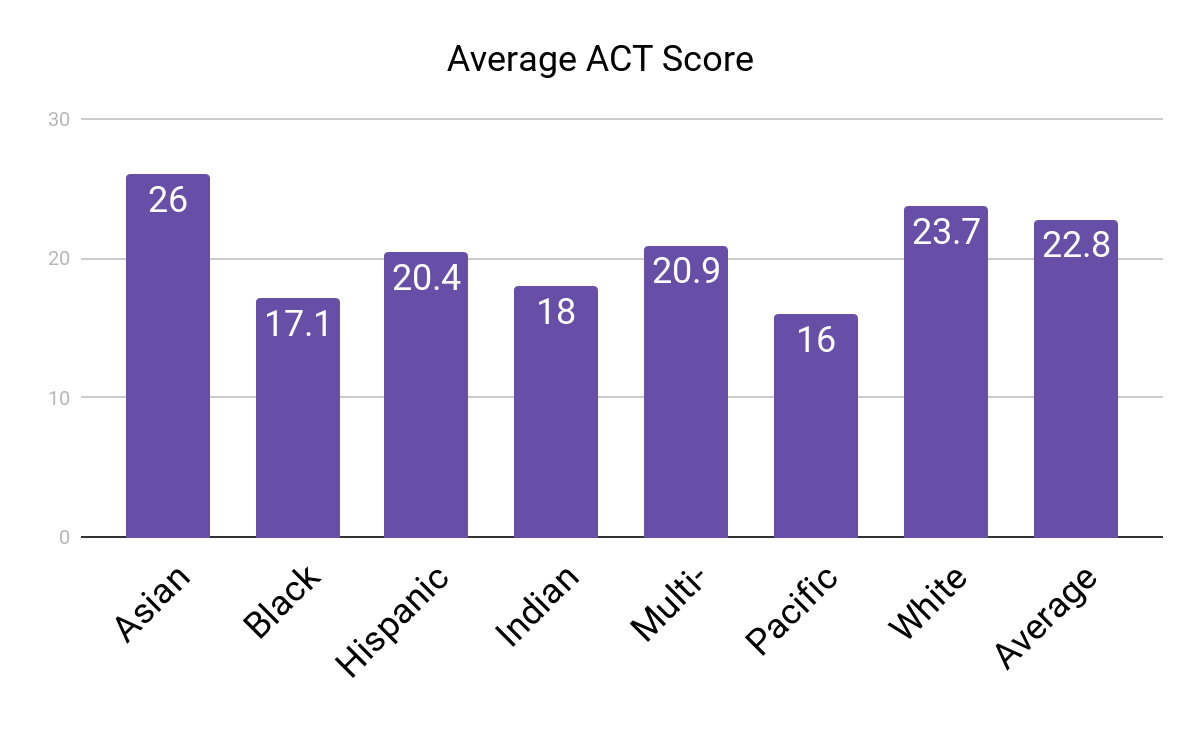 Average ACT Score
30
20
10
0
26
17.1
20.4
18
20.9
16
23.7
22.8
Asian
Black
Hispanic
Indian
Multi-
Pacific
White
Average